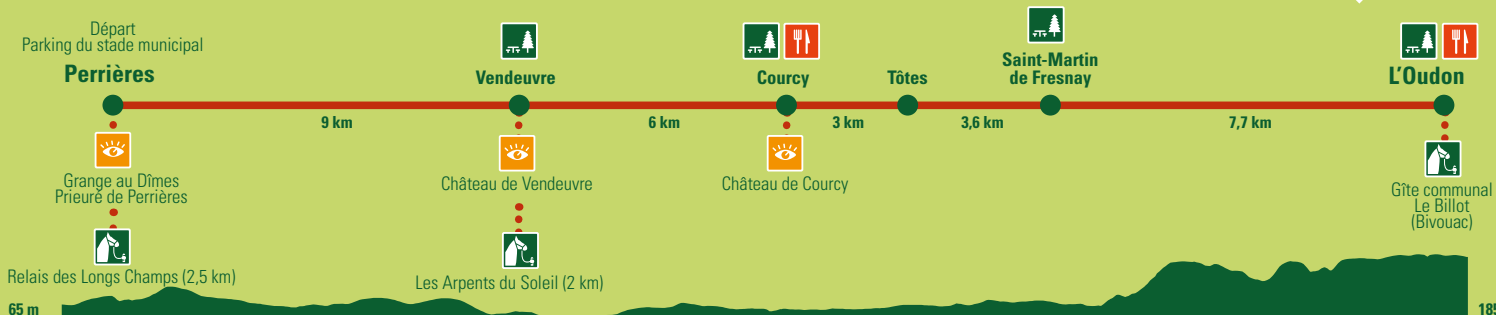 Départ
Parking du stade municipal
Perrières
Vendeuvre
Courcy
Tôtes
Saint-Martin
de Fresnay
L'Oudon
9 km
6 km
3 km
3,6 km
7,7 km
Grange au Dîmes
Prieuré de Perrières
Château de Vendeuvre
Château de Courcy
Gîte communal
Le Billot
(Bivouac)
Relais des Longs Champs (2,5 km)
Les Arpents du Soleil (2 km)
65 m
185